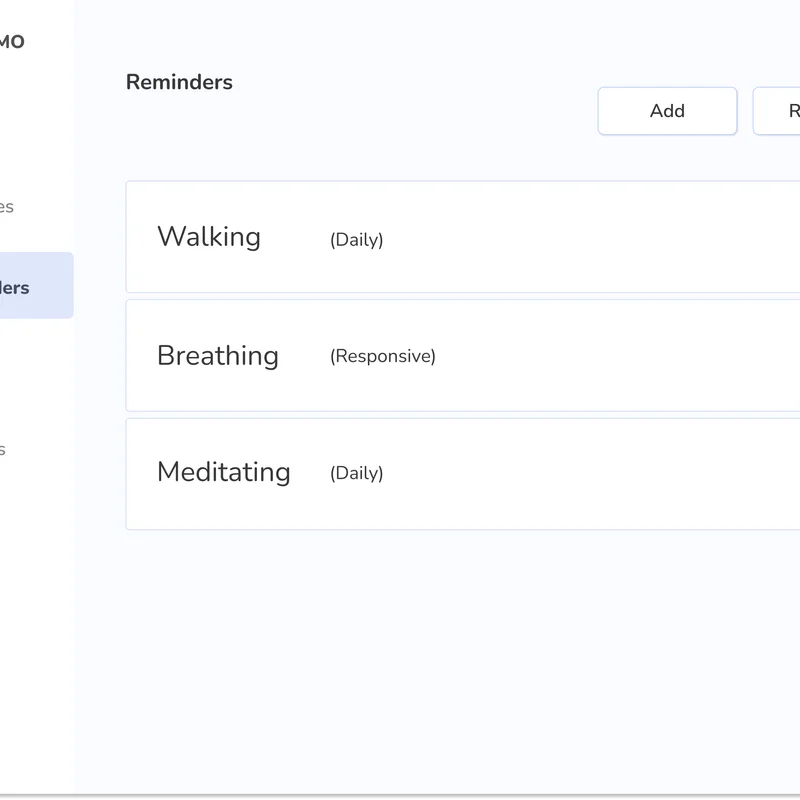 MO
Reminders
Add
R
es
Walking (Daily)
ders
Breathing (Responsive)
s
Meditating (Daily)